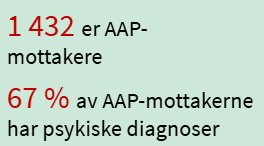 1 432 er AAP-
mottakere
67 % av AAP-mottakerne
har psykiske diagnoser